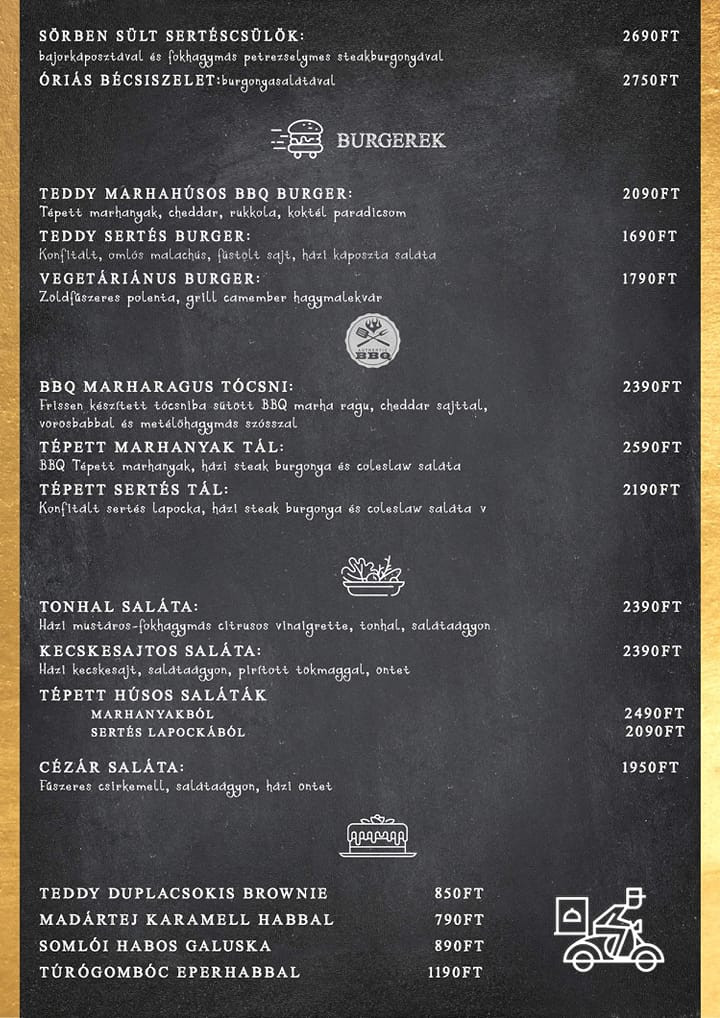 SÖRBEN SÜLT SERTÉSCSÜLÖK: 2690FT
bajorkáposztával és fokhagymás petrezselymes steakburgonyával
ÓRIÁS BÉCSISZELET:burgonyasalátával 2750FT
BURGEREK
TEDDY MARHAHÚSOS BBQ BURGER: 2090FT
Tépett marhanyak, cheddar, rukkola, koktél paradicsom
TEDDY SERTÉS BURGER: 1690FT
Konfitált, omlós malachús, füstölt sajt, házi káposzta saláta
VEGETÁRIÁNUS BURGER: 1790FT
Zöldfűszeres polenta, grill camember hagymalekvár
AUTHENTIC
BBQ
BBQ MARHARAGUS TÓCSNI: 2390FT
Frissen készített tócsniba sütött BBQ marha ragu, cheddar sajttal,
vörösbabbal és metélőhagymás szósszal
TÉPETT MARHANYAK TÁL: 2590FT
BBQ Tépett marhanyak, házi steak burgonya és coleslaw saláta
TÉPETT SERTÉS TÁL: 2190FT
Konfitált sertés lapocka, házi steak burgonya és coleslaw saláta v
TONHAL SALÁTA: 2390FT
Házi mustáros-fokhagymás citrusos vinaigrette, tonhal, salátaágyon
KECSKESAJTOS SALÁTA: 2390FT
Házi kecskesajt, salátaágyon, pirított tökmaggal, öntet
TÉPETT HÚSOS SALÁTÁK
MARHANYAKBÓL 2490FT
SERTÉS LAPOCKÁBÓL 2090FT
CÉZÁR SALÁTA: 1950FT
Fűszeres csirkemell, salátaágyon, házi öntet
TEDDY DUPLACSOKIS BROWNIE 850FT
MADÁRTEJ KARAMELL HABBAL 790FT
SOMLÓI HABOS GALUSKA 890FT
TÚRÓGOMBÓC EPERHABBAL 1190FT